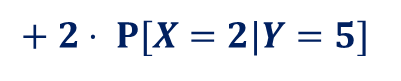 + 2 · P[X = 2|Y = 5]